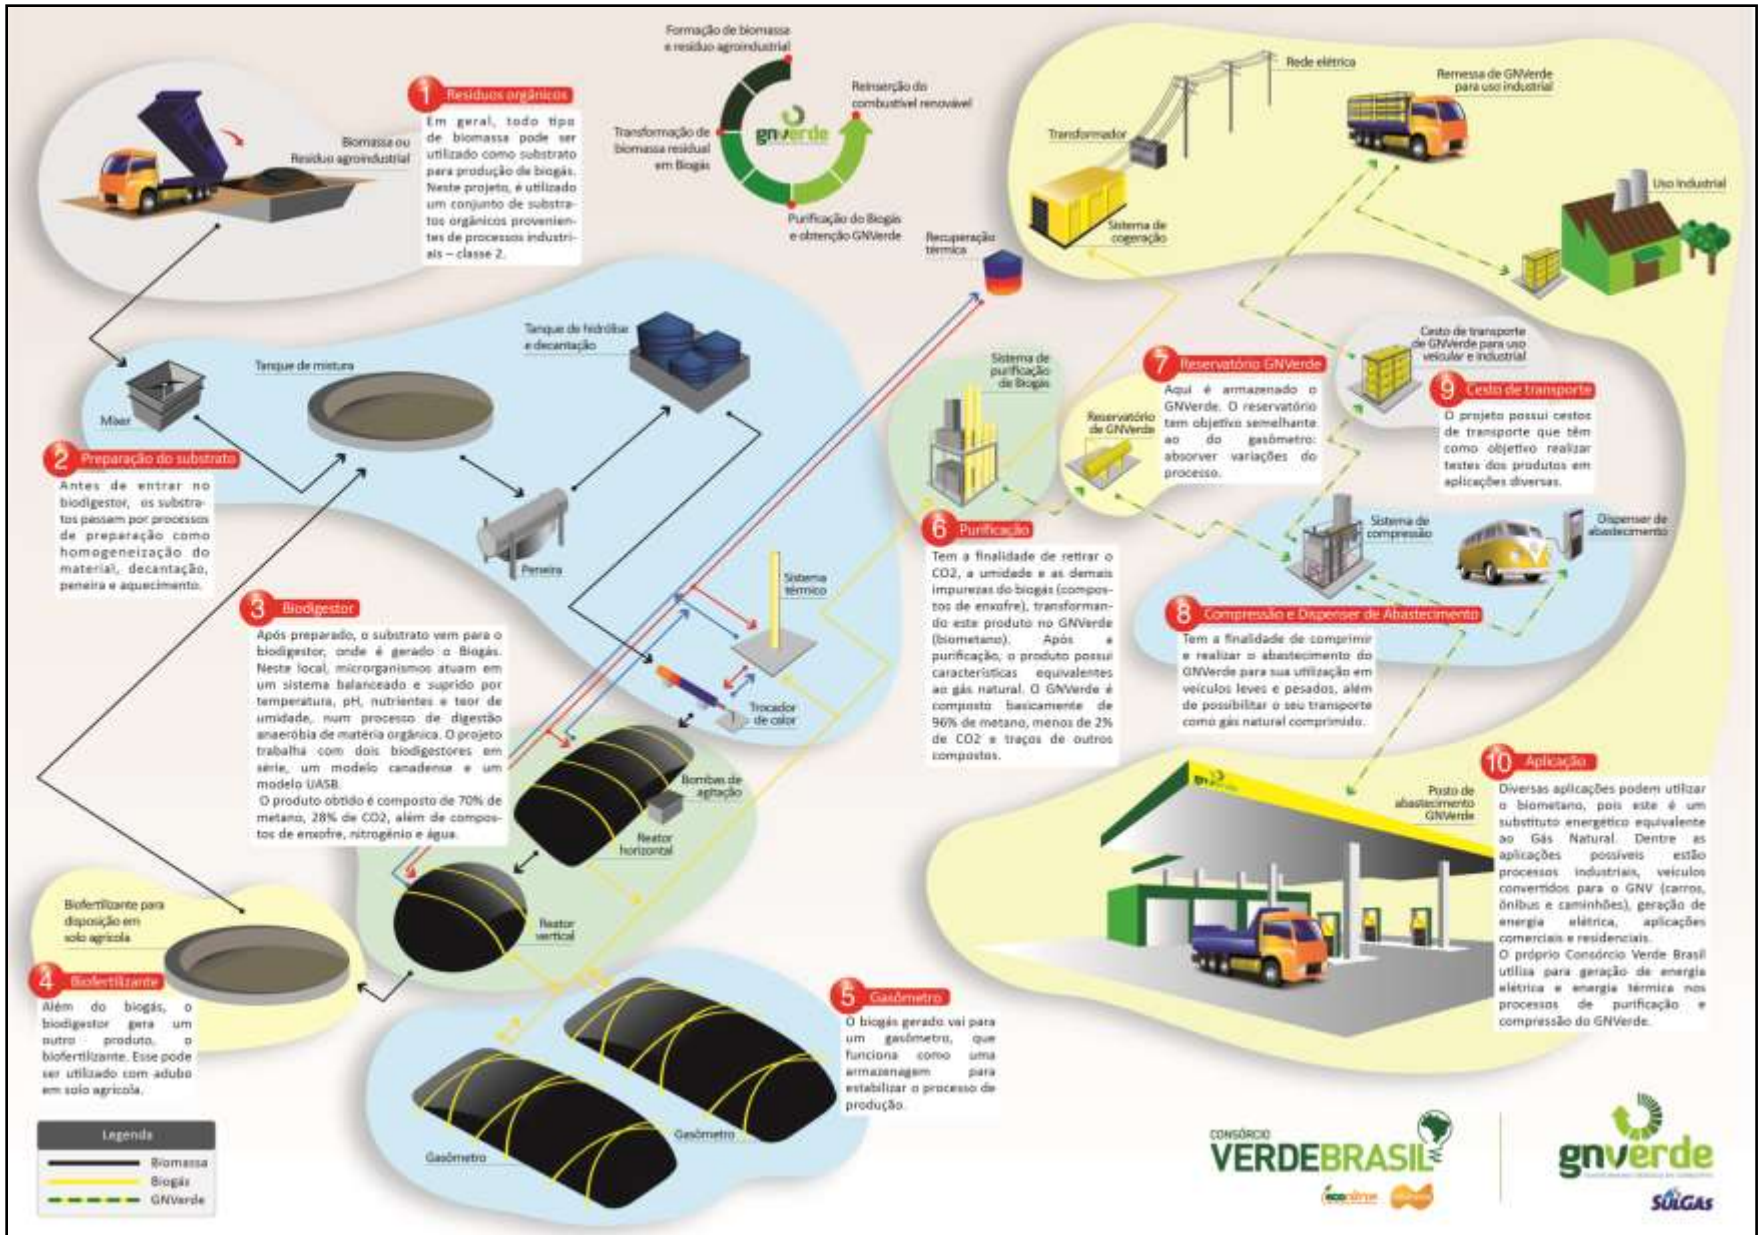 Formação de biomassa
e resíduo agroindustrial
Reinserção do
combustível renovável
Transformação de
biomassa residual
em Biogás
gnverde
Purificação do Biogás
e obtenção GNVerde
1 Resíduos orgânicos
Em geral, todo tipo
de biomassa pode ser
utilizado como substrato
para produção de biogás.
Neste projeto, é utilizado
um conjunto de substra-
tos orgânicos provenien-
tes de processos industri-
ais – classe 2.
Biomassa ou
Resíduo agroindustrial
Rede elétrica
Transformador
Sistema de
cogeração
Remessa de GNVerde
para uso industrial
Uso Industrial
Recuperação
térmica
Mixer
Tanque de mistura
Tanque de hidrólise
e decantação
Peneira
Sistema
térmico
Trocador
de calor
2 Preparação do substrato
Antes de entrar no
biodigestor, os substra-
tos passam por processos
de preparação como
homogeneização do
material, decantação,
peneira e aquecimento.
3 Biodigestor
Após preparado, o substrato vem para o
biodigestor, onde é gerado o Biogás.
Neste local, microrganismos atuam em
um sistema balanceado e suprido por
temperatura, pH, nutrientes e teor de
umidade, num processo de digestão
anaeróbia de matéria orgânica. O projeto
trabalha com dois biodigestores em
série, um modelo canadense e um
modelo UASB.
O produto obtido é composto de 70% de
metano, 28% de CO2, além de compos-
tos de enxofre, nitrogênio e água.
Bombas de
agitação
Reator
horizontal
Reator
vertical
Biofertilizante para
disposição em
solo agrícola
4 Biofertilizante
Além do biogás, o
biodigestor gera um
outro produto, o
biofertilizante. Esse pode
ser utilizado com adubo
em solo agrícola.
5 Gasômetro
O biogás gerado vai para
um gasômetro, que
funciona como uma
armazenagem para
estabilizar o processo de
produção.
Gasômetro
Gasômetro
Sistema de
purificação
de Biogás
6 Purificação
Tem a finalidade de retirar o
CO2, a umidade e as demais
impurezas do biogás (compos-
tos de enxofre), transforman-
do este produto no GNVerde
(biometano). Após a
purificação, o produto possui
características equivalentes
ao gás natural. O GNVerde é
composto basicamente de
96% de metano, menos de 2%
de CO2 e traços de outros
compostos.
Reservatório
de GNVerde
7 Reservatório GNVerde
Aqui é armazenado o
GNVerde. O reservatório
tem objetivo semelhante
ao do gasômetro:
absorver variações do
processo.
Cesto de transporte
de GNVerde para uso
veicular e industrial
9 Cesto de transporte
O projeto possui cestos
de transporte que têm
como objetivo realizar
testes dos produtos em
aplicações diversas.
Sistema de
compressão
Dispenser de
abastecimento
8 Compressão e Dispenser de Abastecimento
Tem a finalidade de comprimir
e realizar o abastecimento do
GNVerde para sua utilização em
veículos leves e pesados, além
de possibilitar o seu transporte
como gás natural comprimido.
Posto de
abastecimento
GNVerde
10 Aplicação
Diversas aplicações podem utilizar
o biometano, pois este é um
substituto energético equivalente
ao Gás Natural. Dentre as
aplicações possíveis estão
processos industriais, veículos
convertidos para o GNV (carros,
ônibus e caminhões), geração de
energia elétrica, aplicações
comerciais e residenciais.
O próprio Consórcio Verde Brasil
utiliza para geração de energia
elétrica e energia térmica nos
processos de purificação e
compressão do GNVerde.
Legenda
Biomassa
Biogás
GNVerde
CONSÓRCIO
VERDEBRASIL
gnverde
SULGÁS